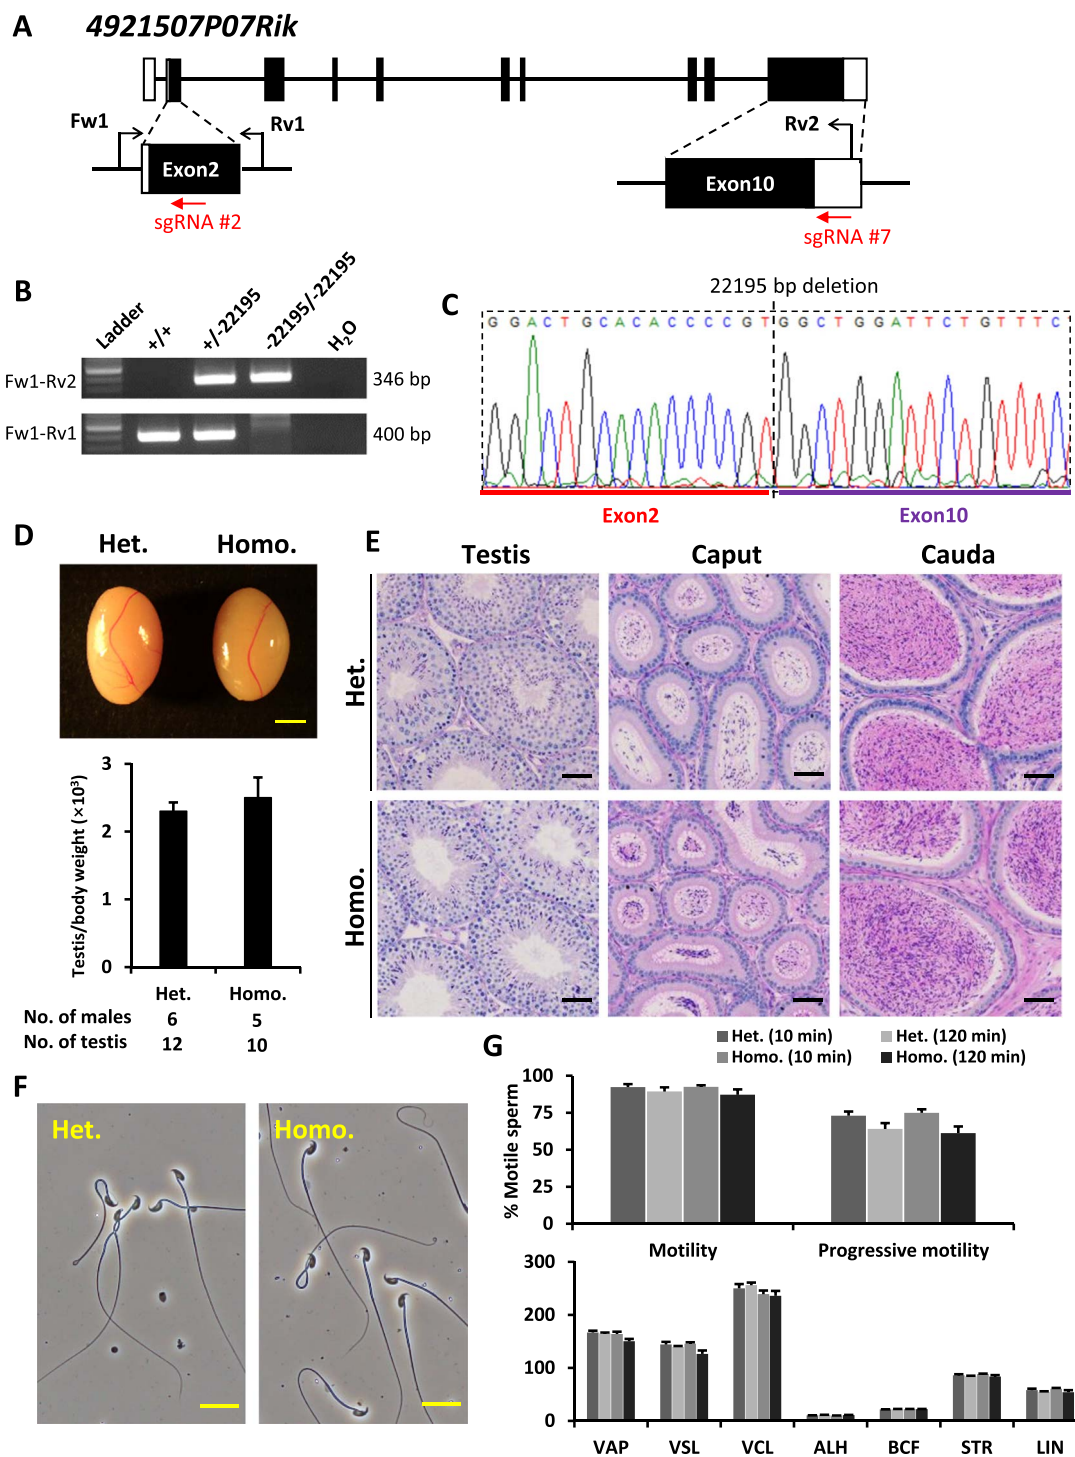 A
4921507P07Rik
Fw1
Rv1
Rv2
Exon2
Exon10
sgRNA #2
sgRNA #7
B
Ladder
+/+
+/-22195
-22195/-22195
H2O
Fw1-Rv2
346 bp
Fw1-Rv1
400 bp
C
22195 bp deletion
G G A C T G C A C A C C C C G T G G C T G G A T T C T G T T T C
Exon2
Exon10
D
Het.
Homo.
3
2
1
0
Testis/body weight (×10³)
Het.
Homo.
No. of males
6
5
No. of testis
12
10
E
Testis
Caput
Cauda
Het.
Homo.
F
Het.
Homo.
G
Het. (10 min)
Het. (120 min)
Homo. (10 min)
Homo. (120 min)
100
75
50
25
0
% Motile sperm
Motility
Progressive motility
300
200
100
0
VAP
VSL
VCL
ALH
BCF
STR
LIN